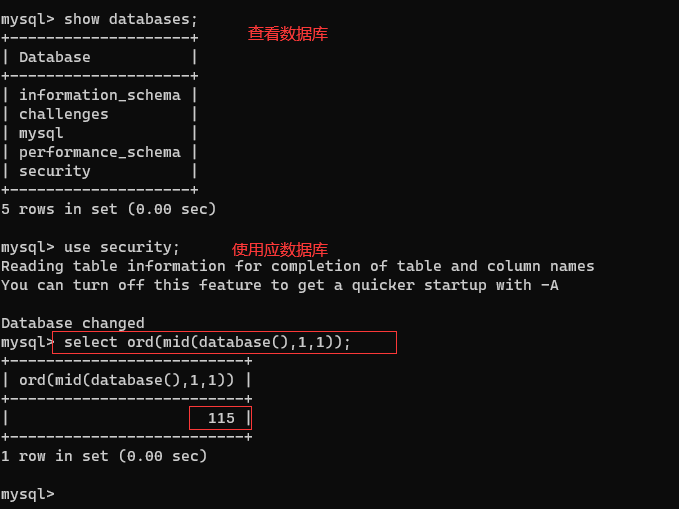 mysql> show databases;
查看数据库
+--------------------+
| Database           |
+--------------------+
| information_schema |
| challenges         |
| mysql              |
| performance_schema |
| security           |
+--------------------+
5 rows in set (0.00 sec)
mysql> use security;
使用应数据库
Reading table information for completion of table and column names
You can turn off this feature to get a quicker startup with -A
Database changed
mysql> select ord(mid(database(),1,1));
+--------------------------+
| ord(mid(database(),1,1)) |
+--------------------------+
|                      115 |
+--------------------------+
1 row in set (0.00 sec)
mysql>